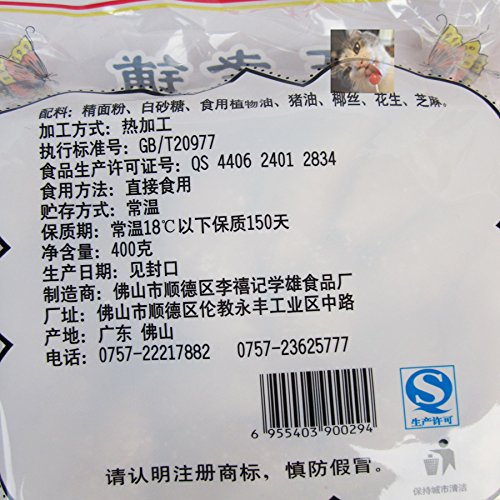 配料：精面粉、白砂糖、食用植物油、猪油、椰丝、花生、芝麻。
加工方式：热加工
执行标准号：GB/T20977
食品生产许可证号：QS 4406 2401 2834
食用方法：直接食用
贮存方式：常温
保质期：常温18℃以下保质150天
净含量：400克
生产日期：见封口
制造商：佛山市顺德区李禧记学雄食品厂
厂址：佛山市顺德区伦教永丰工业区中路
产地：广东 佛山
电话：0757-22217882 0757-23625777
QS
生产许可
6 955403 900294
保持城市清洁
请认明注册商标，慎防假冒。